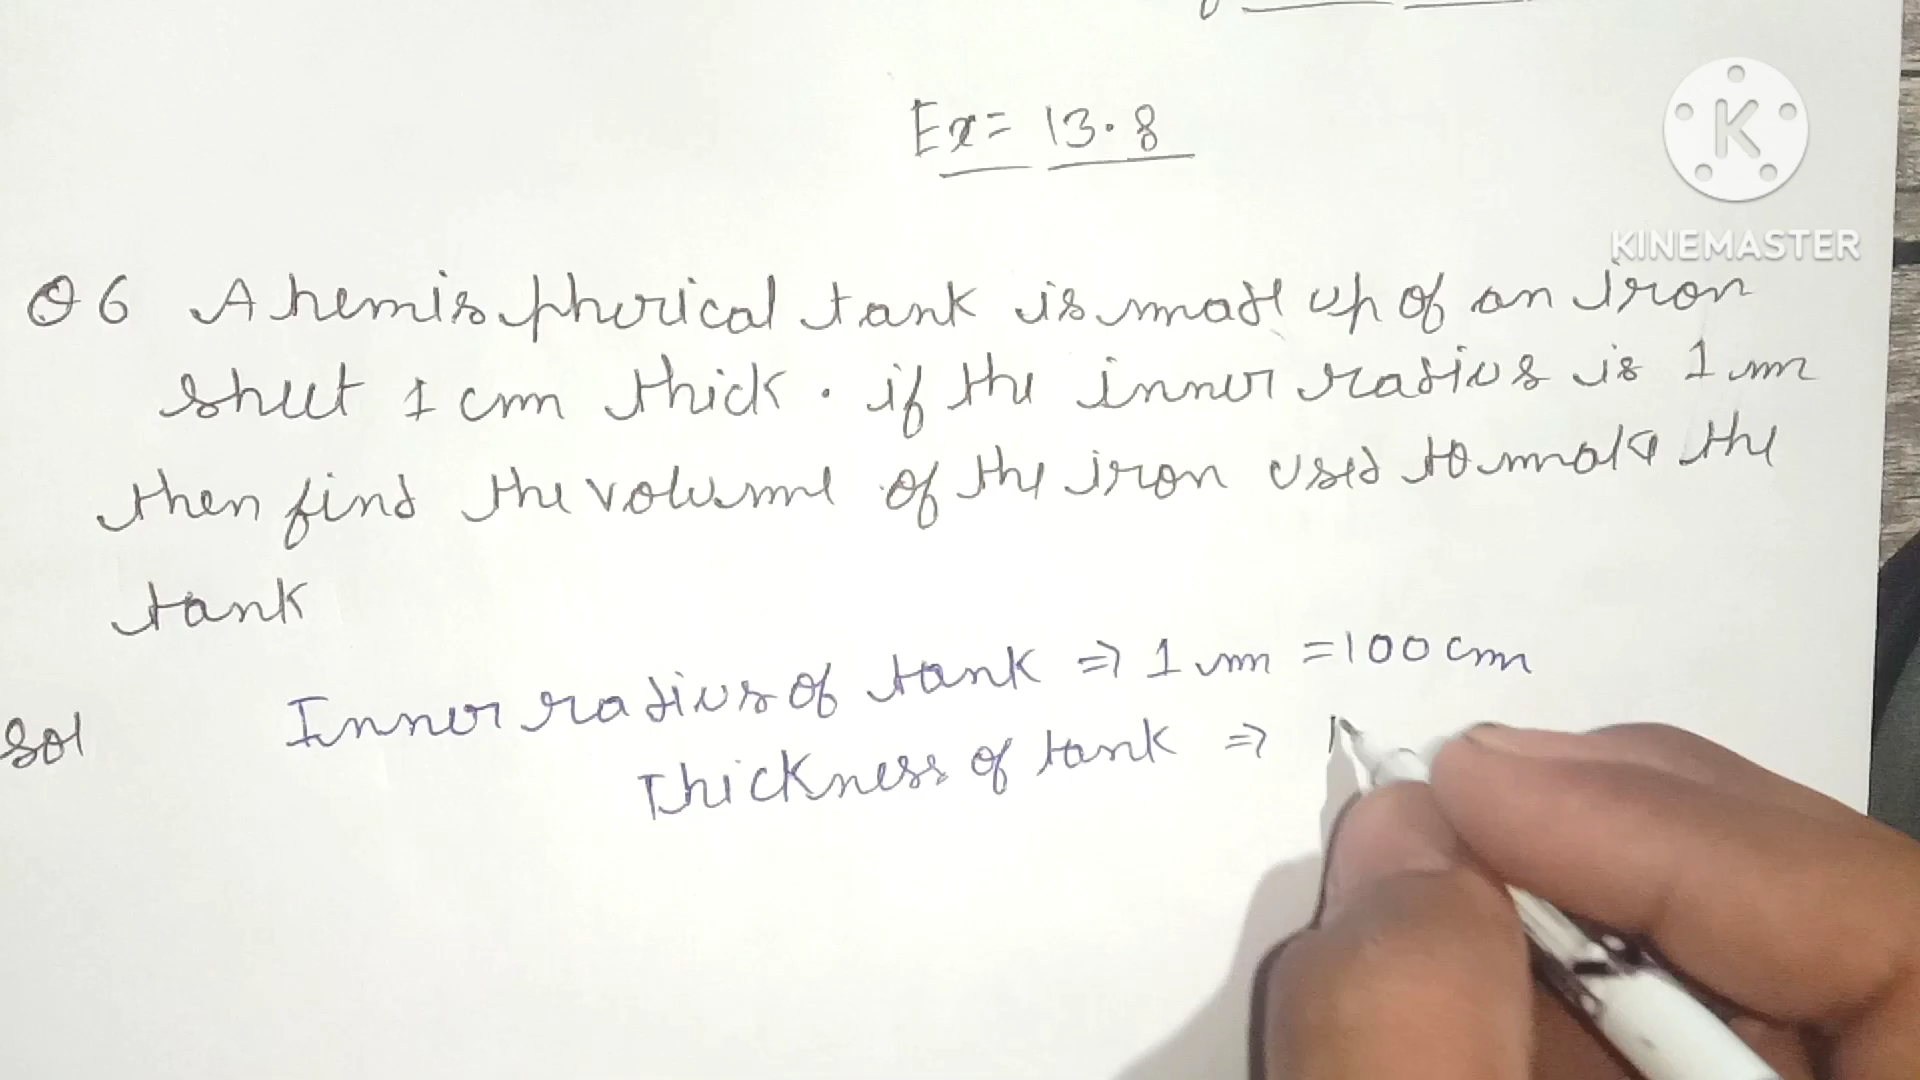 Ex = 13.8
K
KINEMASTER
Q6 A hemispherical tank is made up of an iron
sheet 1 cm thick. if the inner radius is 1 m
then find the volume of the iron used to make the
tank
Sol Inner radius of tank ⇒ 1 m = 100 cm
Thickness of tank ⇒ 1